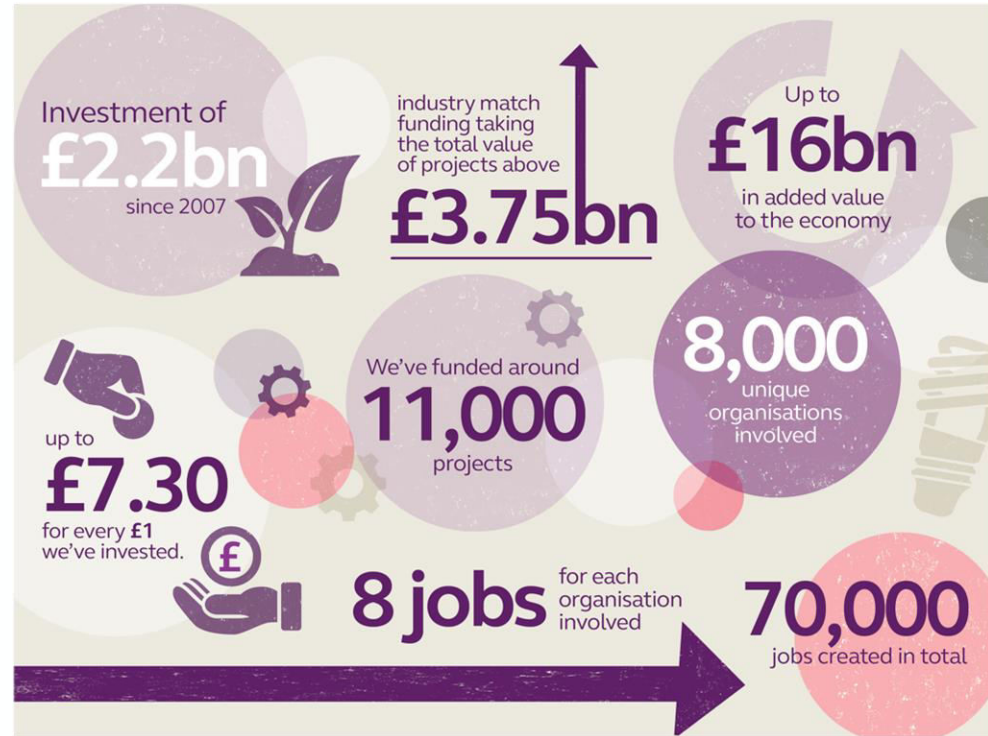 Investment of
£2.2bn
since 2007
industry match
funding taking
the total value
of projects above
£3.75bn
Up to
£16bn
in added value
to the economy
up to
£7.30
for every £1
we've invested.
£
We've funded around
11,000
projects
8,000
unique
organisations
involved
8 jobs
for each
organisation
involved
70,000
jobs created in total